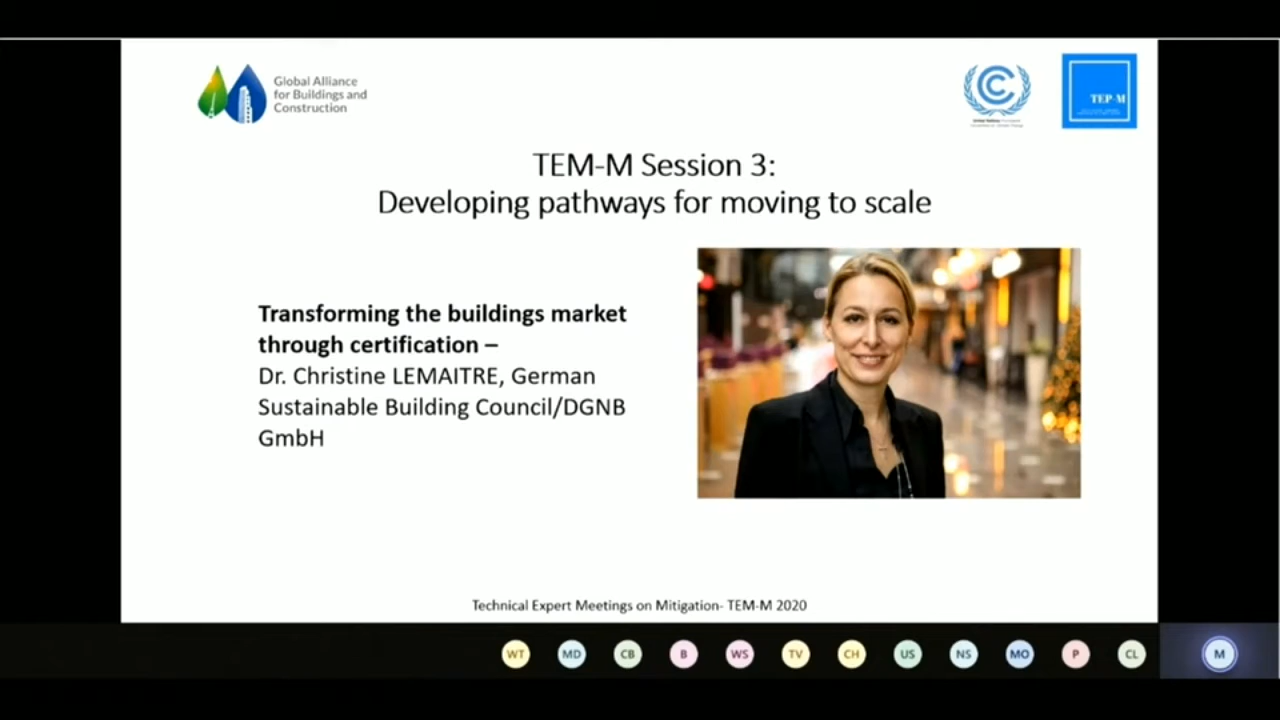 Global Alliance
for Buildings and
Construction
TEP-M
TEM-M Session 3:
Developing pathways for moving to scale
Transforming the buildings market
through certification –
Dr. Christine LEMAITRE, German
Sustainable Building Council/DGNB
GmbH
Technical Expert Meetings on Mitigation- TEM-M 2020
WT MD CB B WS TV CH US NS MO P CL M